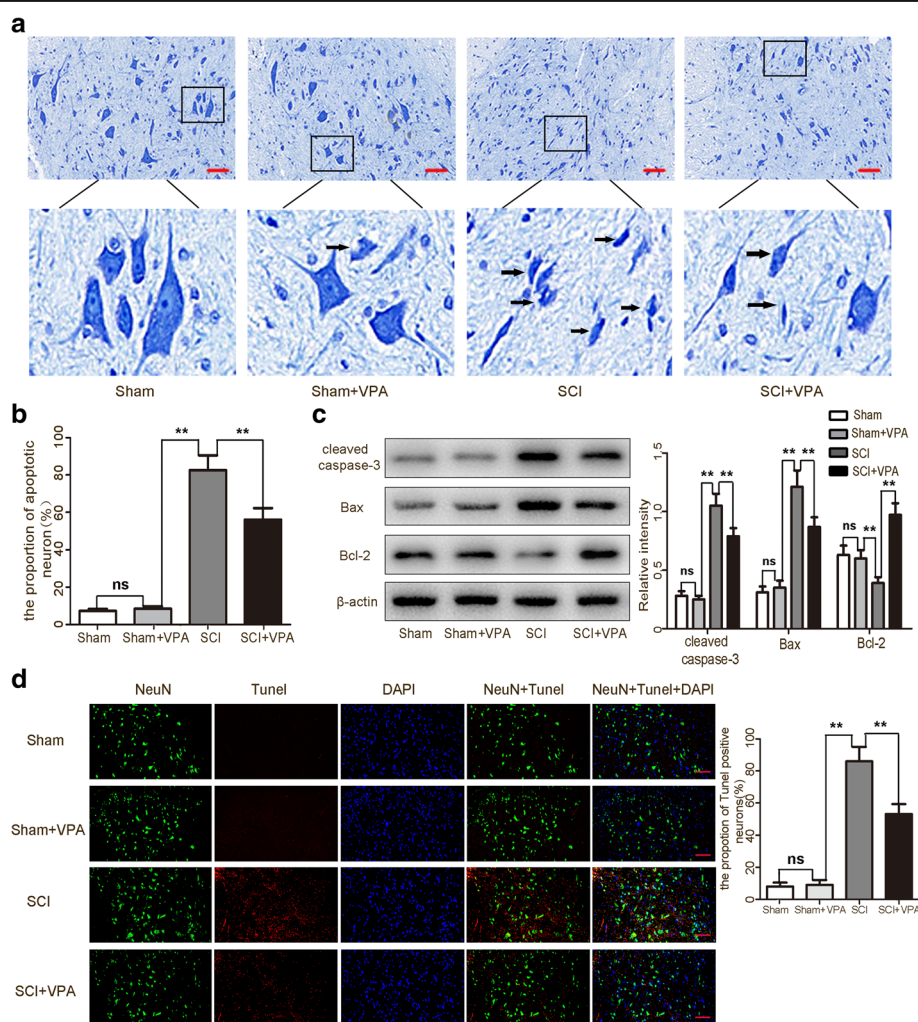 a
Sham
Sham+VPA
SCI
SCI+VPA
b
the proportion of apoptotic
neuron (%)
100
80
60
40
20
0
ns
**
**
Sham
Sham+VPA
SCI
SCI+VPA
c
cleaved
caspase-3
Bax
Bcl-2
β-actin
Sham
Sham+VPA
SCI
SCI+VPA
Sham
Sham+VPA
SCI
SCI+VPA
Relative intensity
1.5
1.0
0.5
0
ns
**
**
ns
**
**
ns
**
**
cleaved
caspase-3
Bax
Bcl-2
d
NeuN
Tunel
DAPI
NeuN+Tunel
NeuN+Tunel+DAPI
Sham
Sham+VPA
SCI
SCI+VPA
the propotion of Tunel positive
neurons(%)
100
80
60
40
20
0
ns
**
**
Sham
Sham+VPA
SCI
SCI+VPA